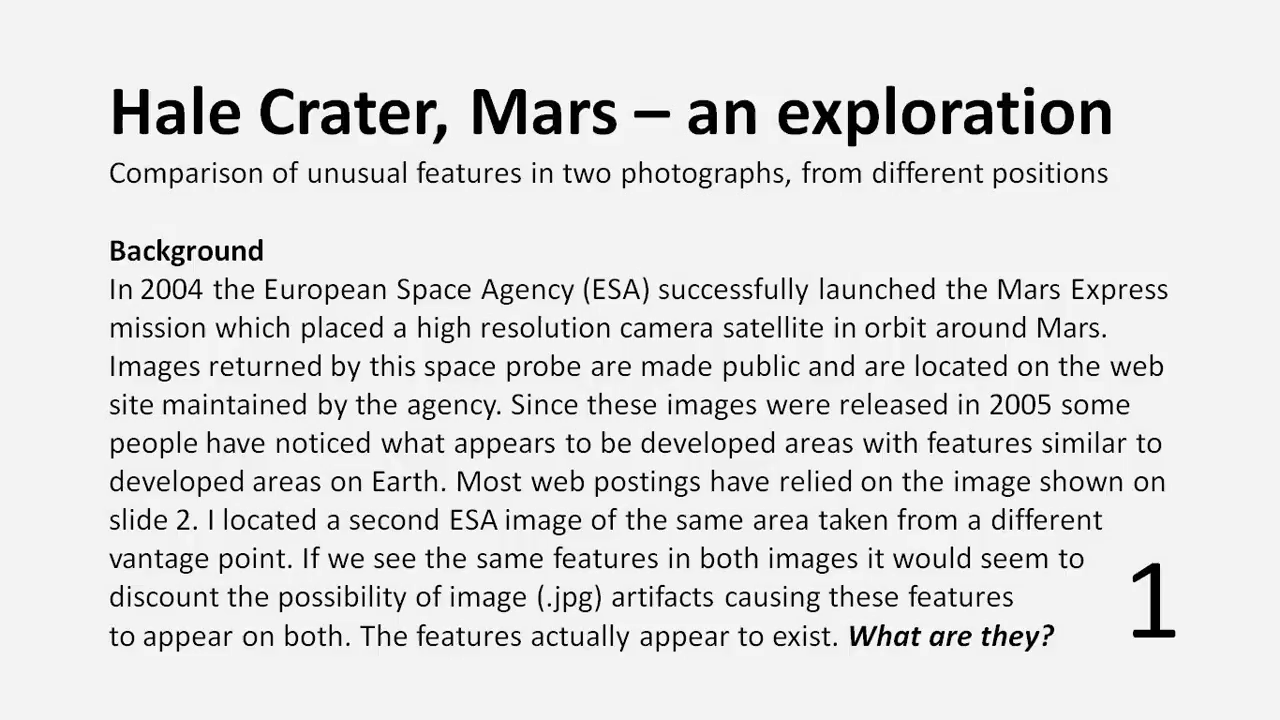 Hale Crater, Mars – an exploration
Comparison of unusual features in two photographs, from different positions
Background
In 2004 the European Space Agency (ESA) successfully launched the Mars Express
mission which placed a high resolution camera satellite in orbit around Mars.
Images returned by this space probe are made public and are located on the web
site maintained by the agency. Since these images were released in 2005 some
people have noticed what appears to be developed areas with features similar to
developed areas on Earth. Most web postings have relied on the image shown on
slide 2. I located a second ESA image of the same area taken from a different
vantage point. If we see the same features in both images it would seem to
discount the possibility of image (.jpg) artifacts causing these features
to appear on both. The features actually appear to exist. What are they?
1